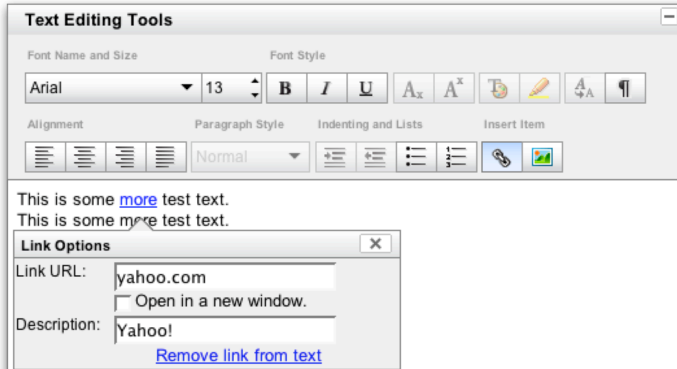 Text Editing Tools
Font Name and Size Font Style
Arial 13 B I U Ax Ax T A A ¶
Alignment Paragraph Style Indenting and Lists Insert Item
Normal
This is some more test text.
This is some more test text.
Link Options
Link URL: yahoo.com
Open in a new window.
Description: Yahoo!
Remove link from text